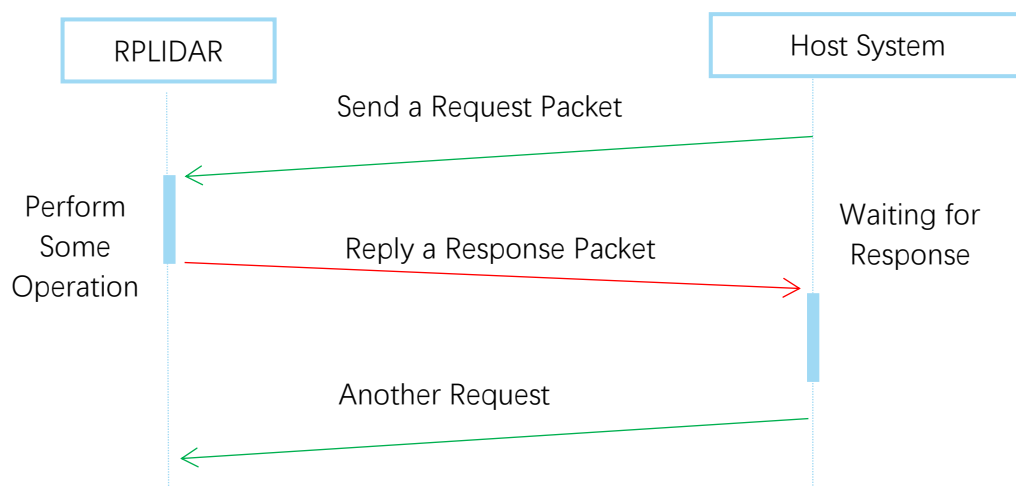 RPLIDAR
Host System
Send a Request Packet
Perform
Some
Operation
Waiting for
Response
Reply a Response Packet
Another Request